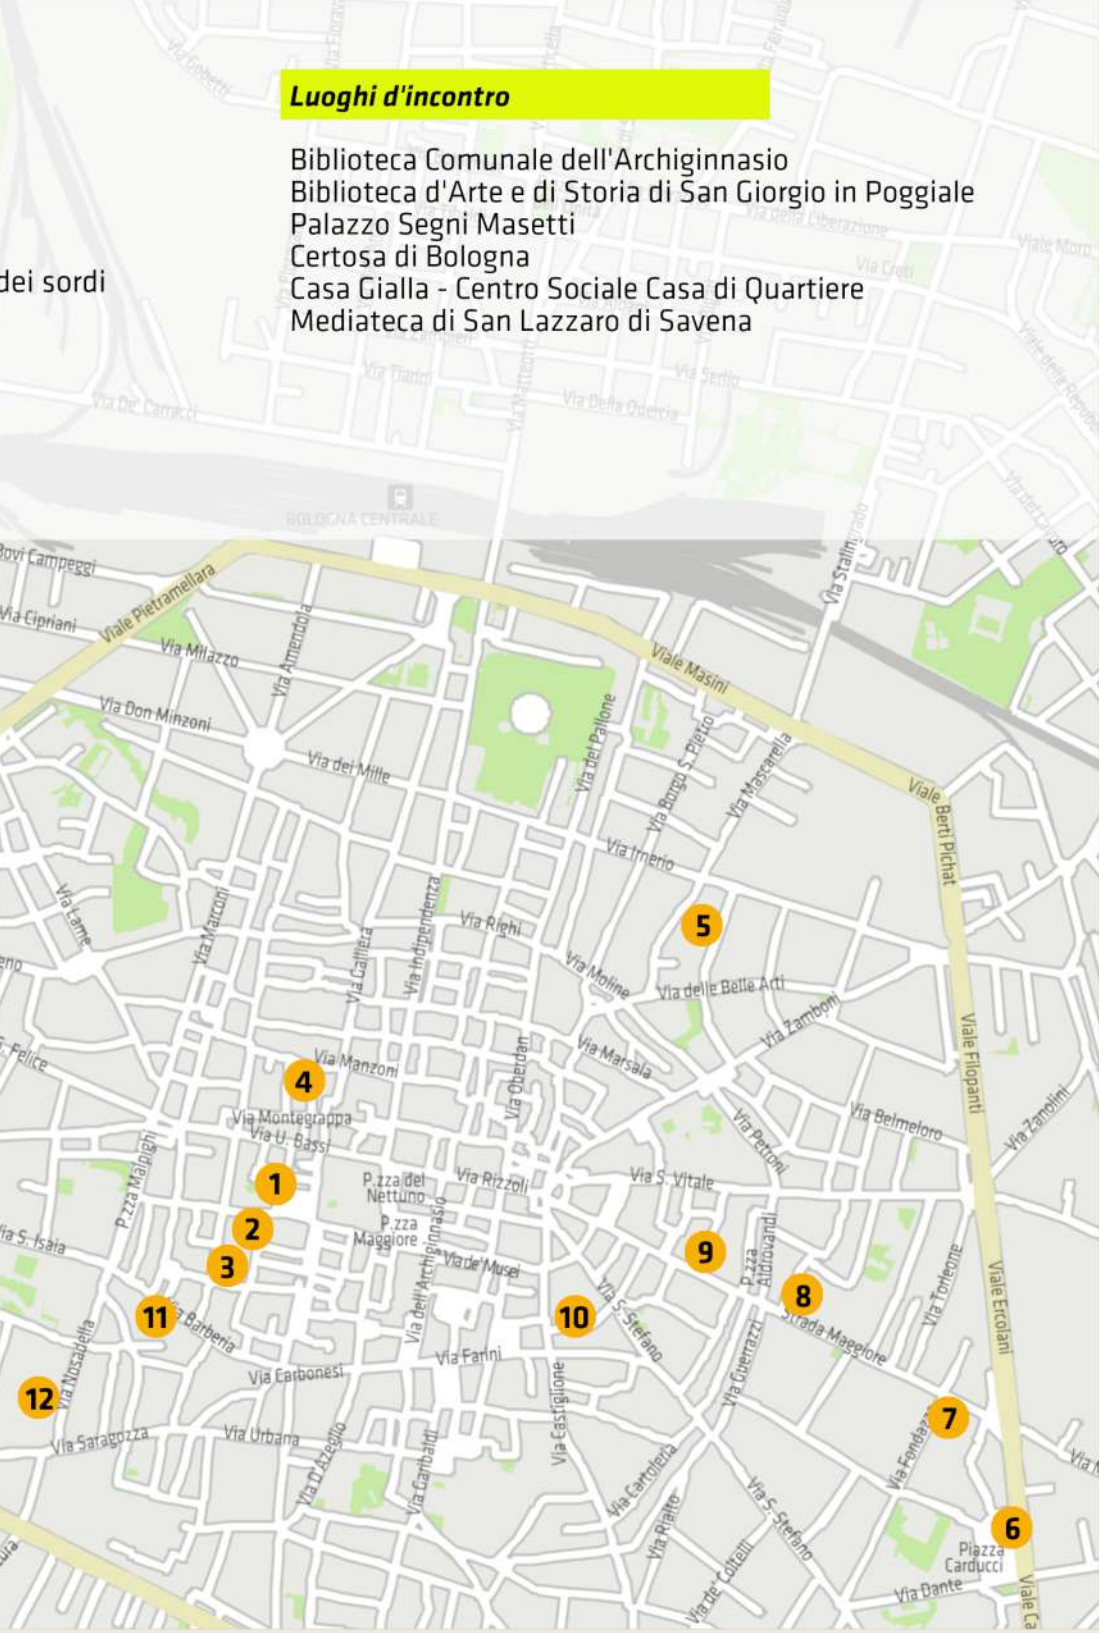 Luoghi d'incontro
Biblioteca Comunale dell'Archiginnasio
Biblioteca d'Arte e di Storia di San Giorgio in Poggiale
Palazzo Segni Masetti
Certosa di Bologna
Casa Gialla - Centro Sociale Casa di Quartiere
Mediateca di San Lazzaro di Savena
dei sordi
Via Gobetti
Via della Liberazione
Viale Moro
Via Creti
Via Tiarini
Via Serlio
Via Della Quercia
Via De' Carracci
Via Matteotti
BOLOGNA CENTRALE
Bovi Campeggi
Via Cipriani
Viale Pietramellara
Via Milazzo
Via Amendola
Via Don Minzoni
Via dei Mille
Viale Masini
Via Stalingrado
Via del Pallone
Via Borgo S. Pietro
Via Mascarella
Viale Berti Pichat
Via Irnerio
Via Lame
Via Marconi
Via Galliera
Via Indipendenza
Via Righi
5
Via Moline
Via delle Belle Arti
Via Zamboni
Viale Filopanti
S. Felice
4
Via Manzoni
Via Oberdan
Via Marsala
Via Montegrappa
Via U. Bassi
Via Petroni
Via Belmeloro
Via Zanolini
P.zza Malpighi
1
P.zza del
Nettuno
Via Rizzoli
Via S. Vitale
2
P.zza
Maggiore
Via S. Isaia
3
Via dell'Archiginnasio
Via de' Musei
9
P.zza
Aldrovandi
8
Via Torleone
Viale Ercolani
11
Via Barberia
10
Via S. Stefano
Strada Maggiore
Via Nosadella
Via Carbonesi
Via Farini
Via Guerrazzi
12
Via Castiglione
7
Via Saragozza
Via Urbana
Via D'Azeglio
Via Garibaldi
Via Cartoleria
Via Rialto
Via S. Stefano
Via Fondazza
6
Piazza
Carducci
Via de' Coltelli
Via Dante
Viale Ca